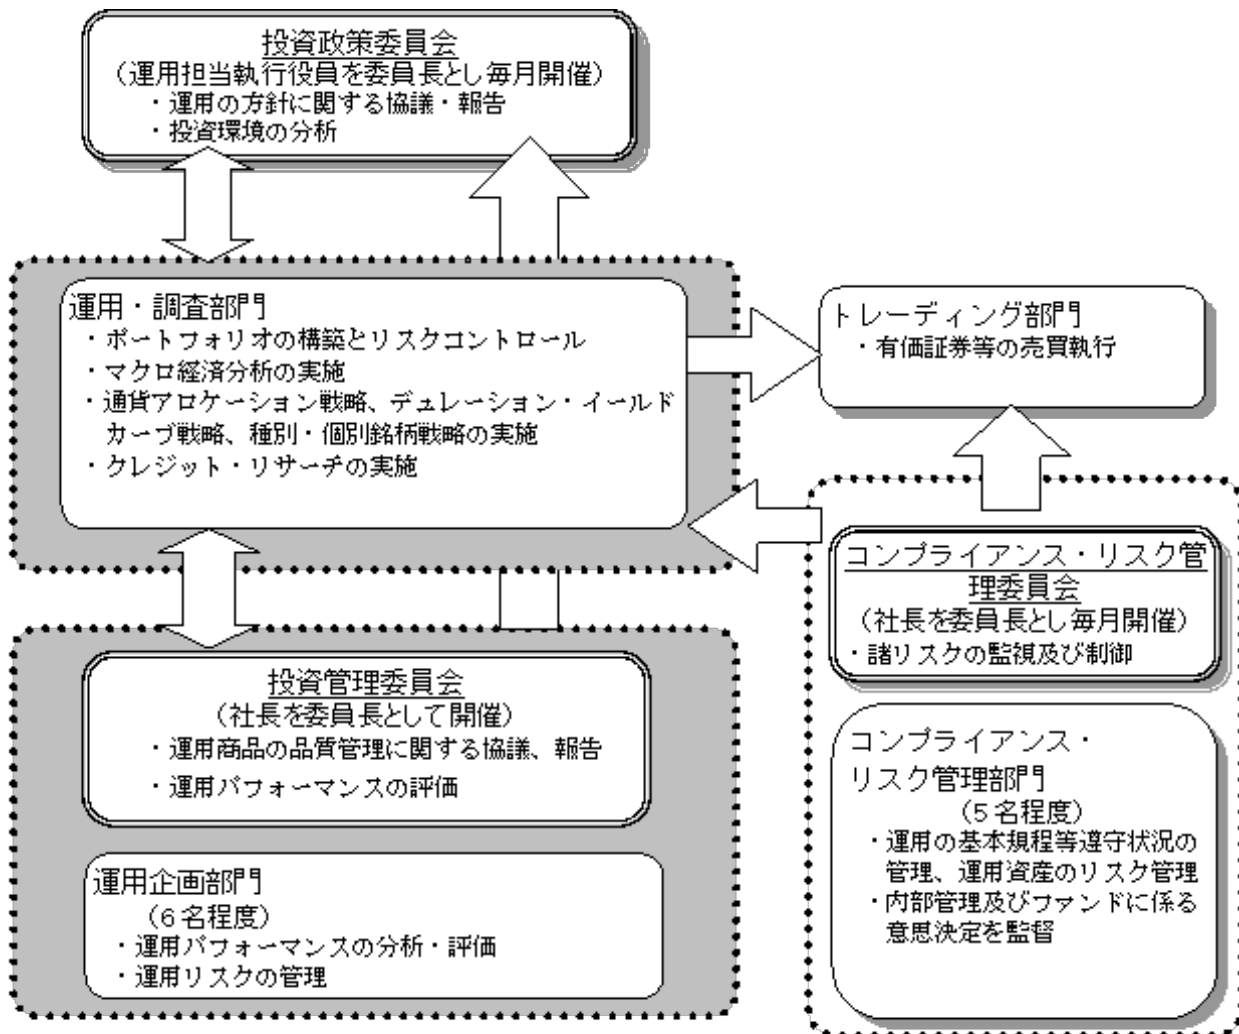 投資政策委員会
（運用担当執行役員を委員長とし毎月開催）
・運用の方針に関する協議・報告
・投資環境の分析
運用・調査部門
・ポートフォリオの構築とリスクコントロール
・マクロ経済分析の実施
・通貨アロケーション戦略、デュレーション・イールド
カーブ戦略、種別・個別銘柄戦略の実施
・クレジット・リサーチの実施
トレーディング部門
・有価証券等の売買執行
コンプライアンス・リスク管
理委員会
（社長を委員長とし毎月開催）
・諸リスクの監視及び制御
投資管理委員会
（社長を委員長として開催）
・運用商品の品質管理に関する協議、報告
・運用パフォーマンスの評価
運用企画部門
（６名程度）
・運用パフォーマンスの分析・評価
・運用リスクの管理
コンプライアンス・
リスク管理部門
（５名程度）
・運用の基本規程等遵守状況の
管理、運用資産のリスク管理
・内部管理及びファンドに係る
意思決定を監督